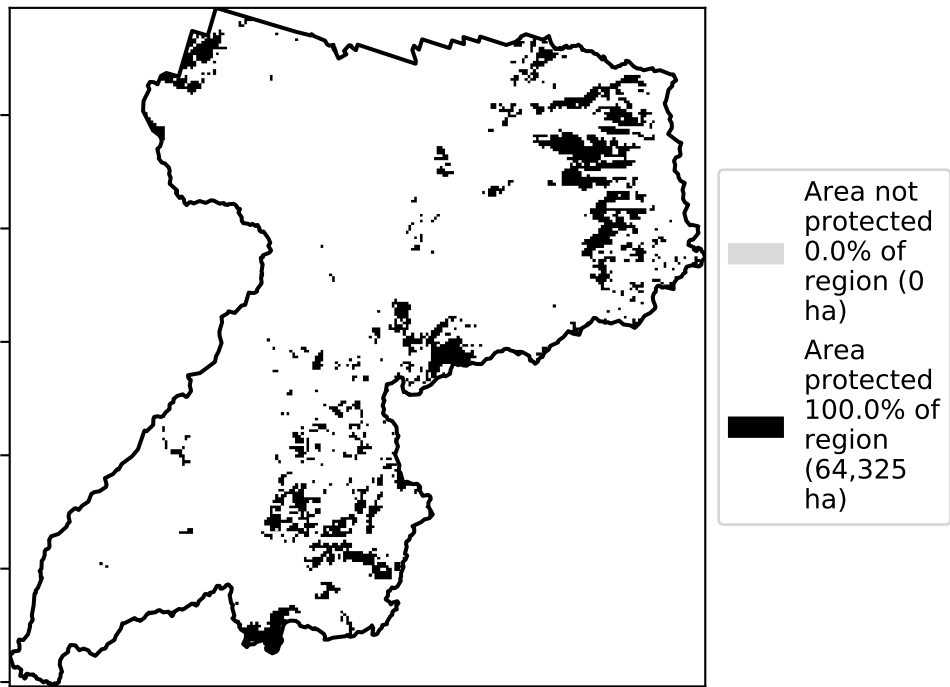 Area not
protected
0.0% of
region (0
ha)
Area
protected
100.0% of
region
(64,325
ha)